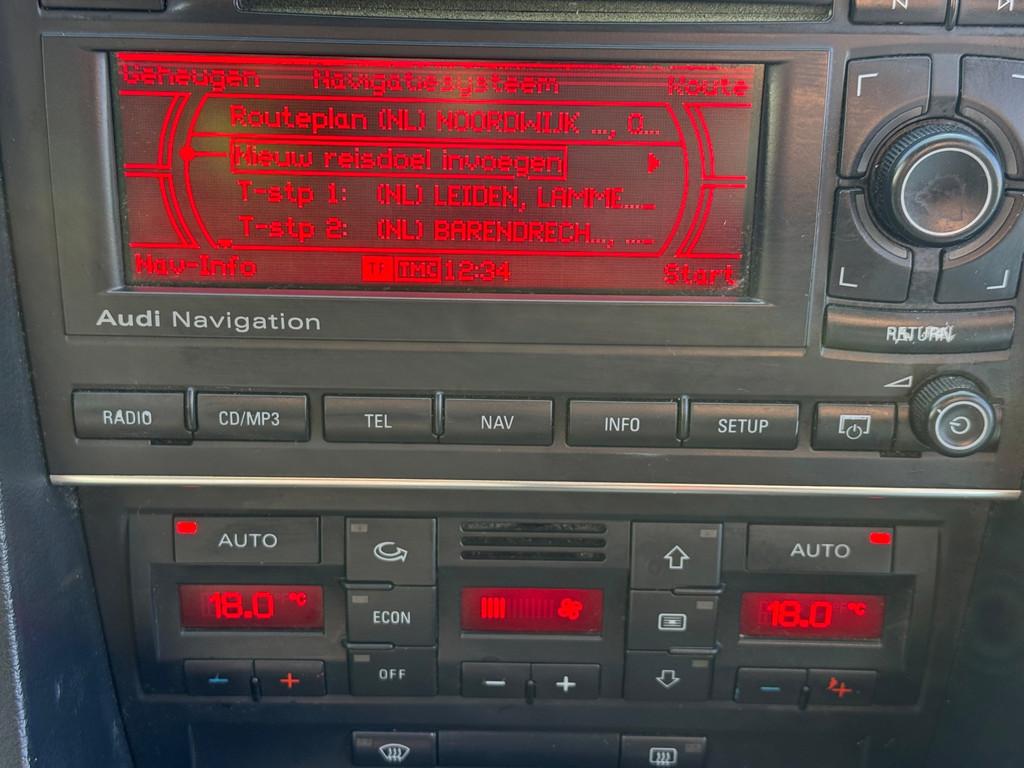 Geheugen Navigatiesysteem Route
Routeplan (NL) NOORDWIJK ..., O...
Nieuw reisdoel invoegen
T-stp 1: (NL) LEIDEN, LAMME...
T-stp 2: (NL) BARENDRECH..., ...
Nav-Info TP TMC 12:34 Start
Audi Navigation
RETURN
RADIO CD/MP3 TEL NAV INFO SETUP
AUTO AUTO
18.0 °C ECON 18.0 °C
- + OFF - + - +